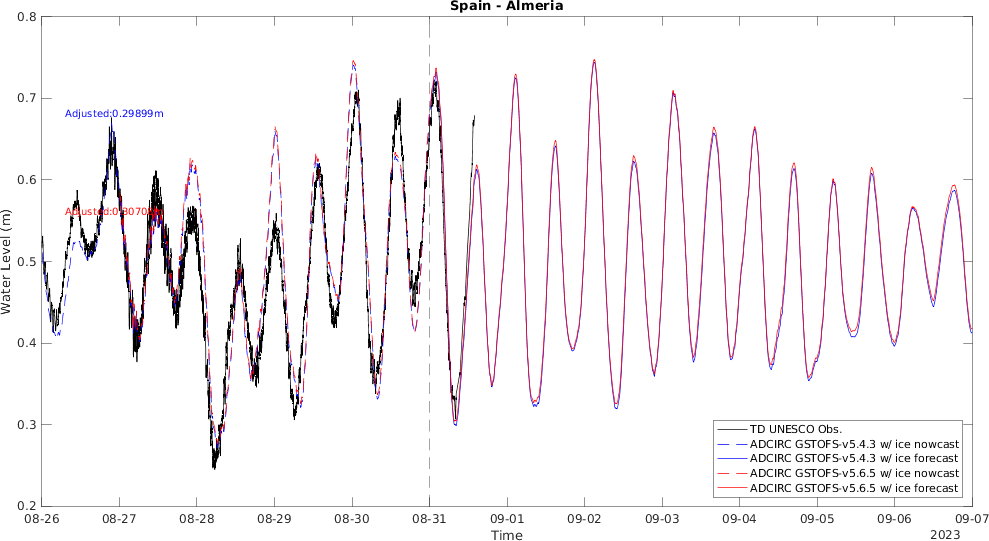 Spain - Almeria
0.8
0.7
0.6
0.5
0.4
0.3
0.2
Water Level (m)
Adjusted:0.29899m
08-26
08-27
08-28
08-29
08-30
08-31
09-01
09-02
09-03
09-04
09-05
09-06
09-07
Time
2023
TD UNESCO Obs.
ADCIRC GSTOFS-v5.4.3 w/ ice nowcast
ADCIRC GSTOFS-v5.4.3 w/ ice forecast
ADCIRC GSTOFS-v5.6.5 w/ ice nowcast
ADCIRC GSTOFS-v5.6.5 w/ ice forecast